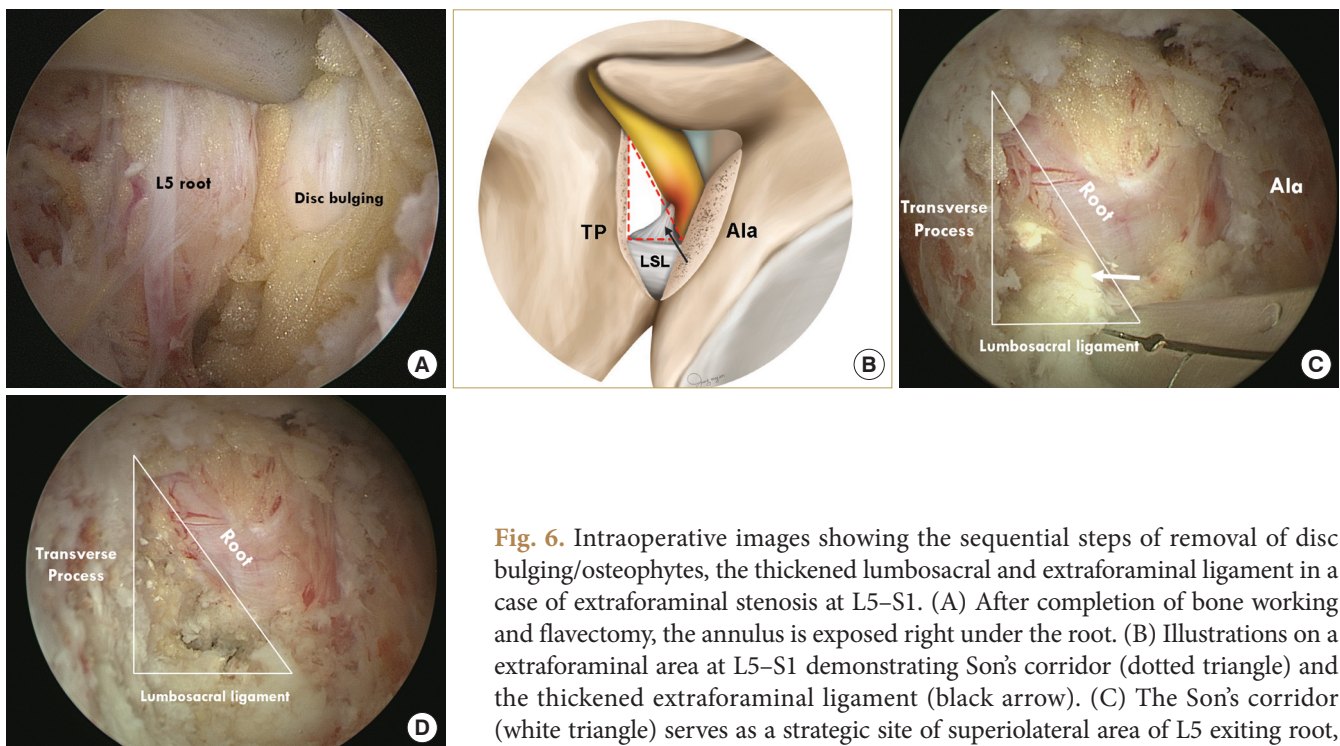 L5 root
Disc bulging
A
TP
Ala
LSL
B
Transverse
Process
Root
Ala
Lumbosacral ligament
C
Transverse
Process
Root
Lumbosacral ligament
D
Fig. 6. Intraoperative images showing the sequential steps of removal of disc
bulging/osteophytes, the thickened lumbosacral and extraforaminal ligament in a
case of extraforaminal stenosis at L5–S1. (A) After completion of bone working
and flavectomy, the annulus is exposed right under the root. (B) Illustrations on a
extraforaminal area at L5–S1 demonstrating Son's corridor (dotted triangle) and
the thickened extraforaminal ligament (black arrow). (C) The Son's corridor
(white triangle) serves as a strategic site of superiolateral area of L5 exiting root,